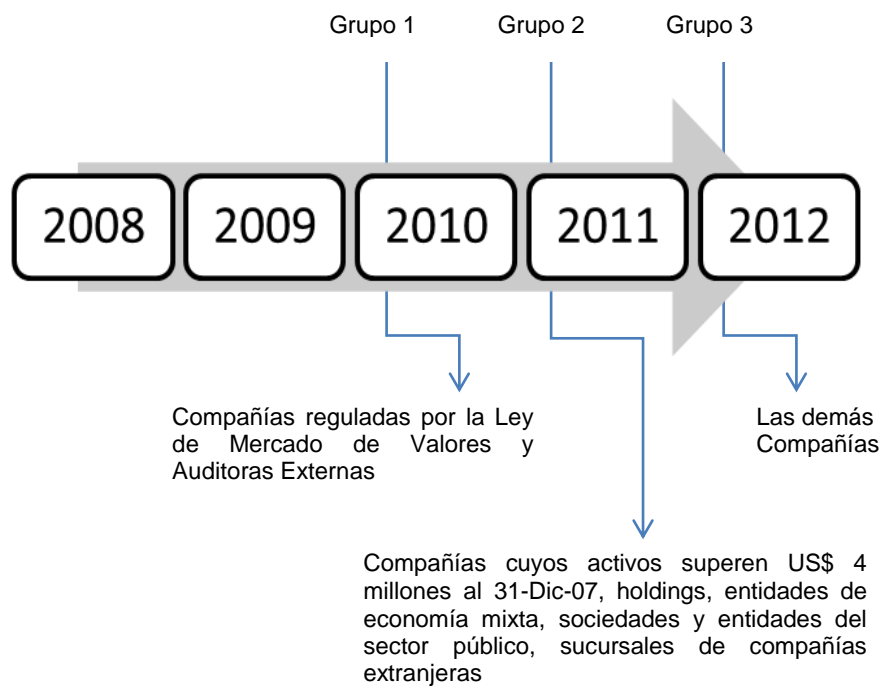 Grupo 1
Grupo 2
Grupo 3
2008
2009
2010
2011
2012
Compañías reguladas por la Ley
de Mercado de Valores y
Auditoras Externas
Las demás
Compañías
Compañías cuyos activos superen US$ 4
millones al 31-Dic-07, holdings, entidades de
economía mixta, sociedades y entidades del
sector público, sucursales de compañías
extranjeras